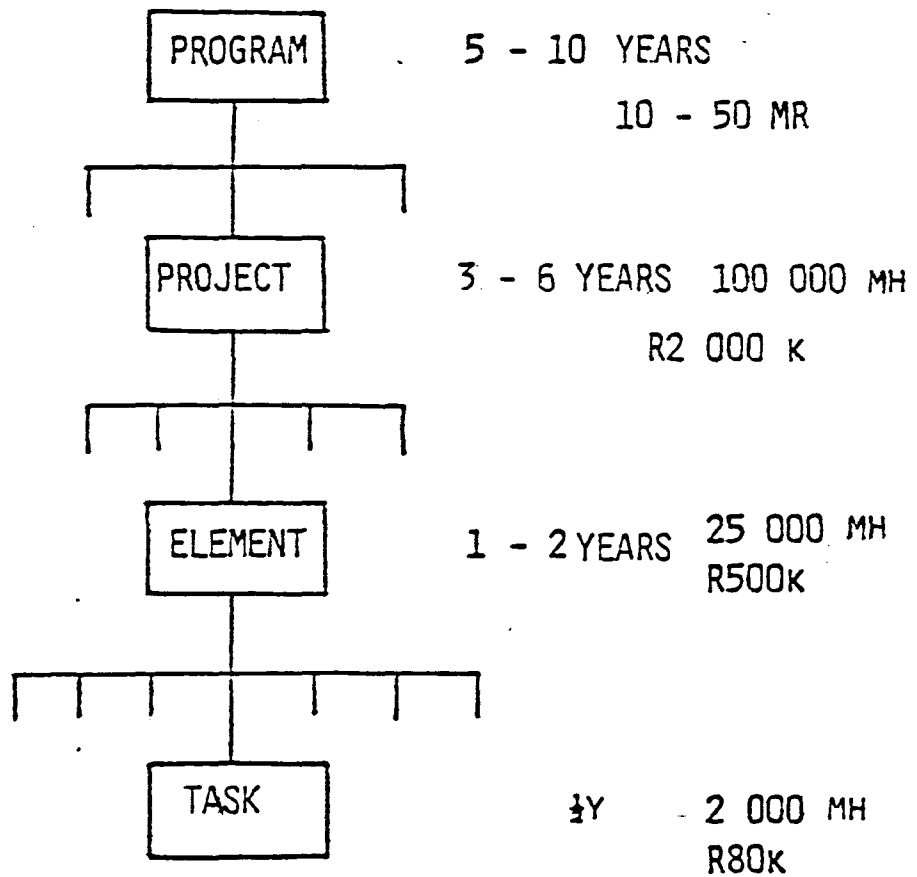 PROGRAM 5 - 10 YEARS
10 - 50 MR
PROJECT 3 - 6 YEARS 100 000 MH
R2 000 K
ELEMENT 1 - 2 YEARS 25 000 MH
R500K
TASK ½Y 2 000 MH
R80K